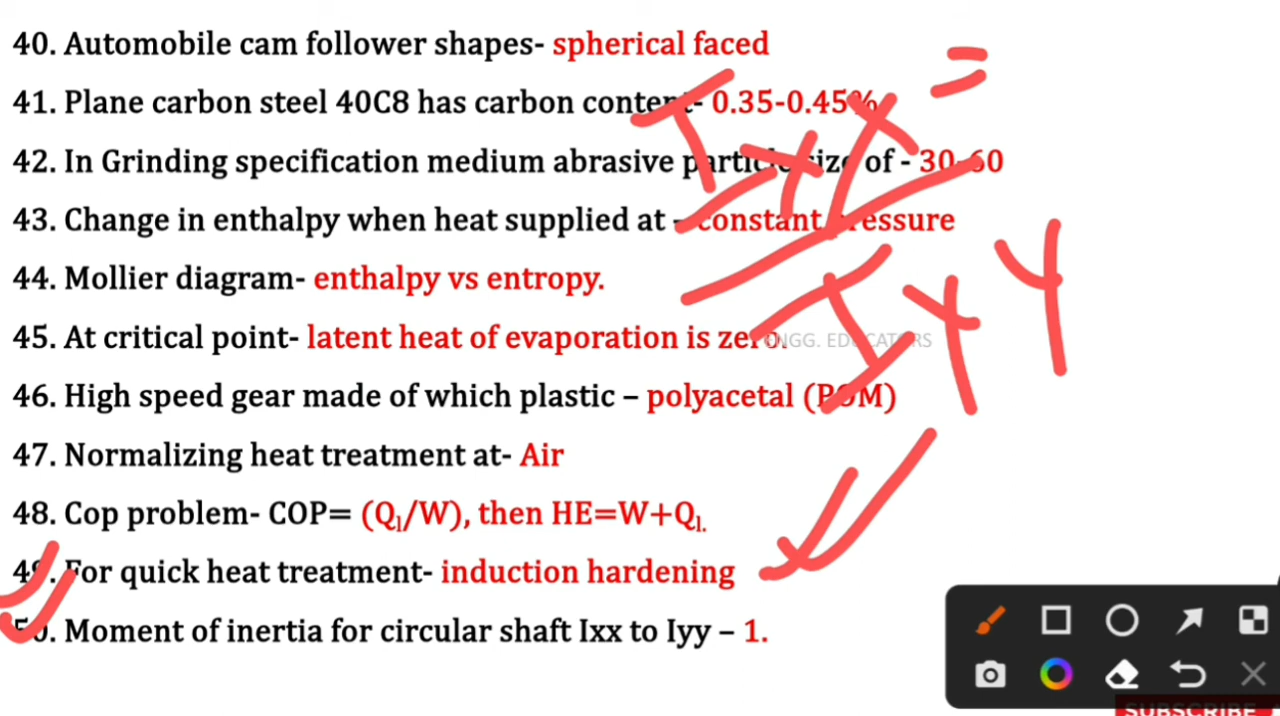 40. Automobile cam follower shapes- spherical faced
41. Plane carbon steel 40C8 has carbon content- 0.35-0.45%
42. In Grinding specification medium abrasive particle size of - 30-60
43. Change in enthalpy when heat supplied at - constant pressure
44. Mollier diagram- enthalpy vs entropy.
45. At critical point- latent heat of evaporation is zero.
ENGG. EDUCATORS
46. High speed gear made of which plastic – polyacetal (POM)
47. Normalizing heat treatment at- Air
48. Cop problem- COP= (Q₁/W), then HE=W+Q₁.
49. For quick heat treatment- induction hardening
50. Moment of inertia for circular shaft Ixx to Iyy – 1.
Ixx =
Iyy
SUBSCRIBE